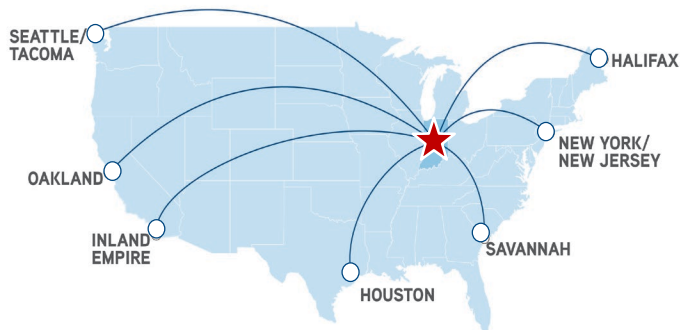 SEATTLE/
TACOMA
HALIFAX
NEW YORK/
NEW JERSEY
OAKLAND
INLAND
EMPIRE
SAVANNAH
HOUSTON